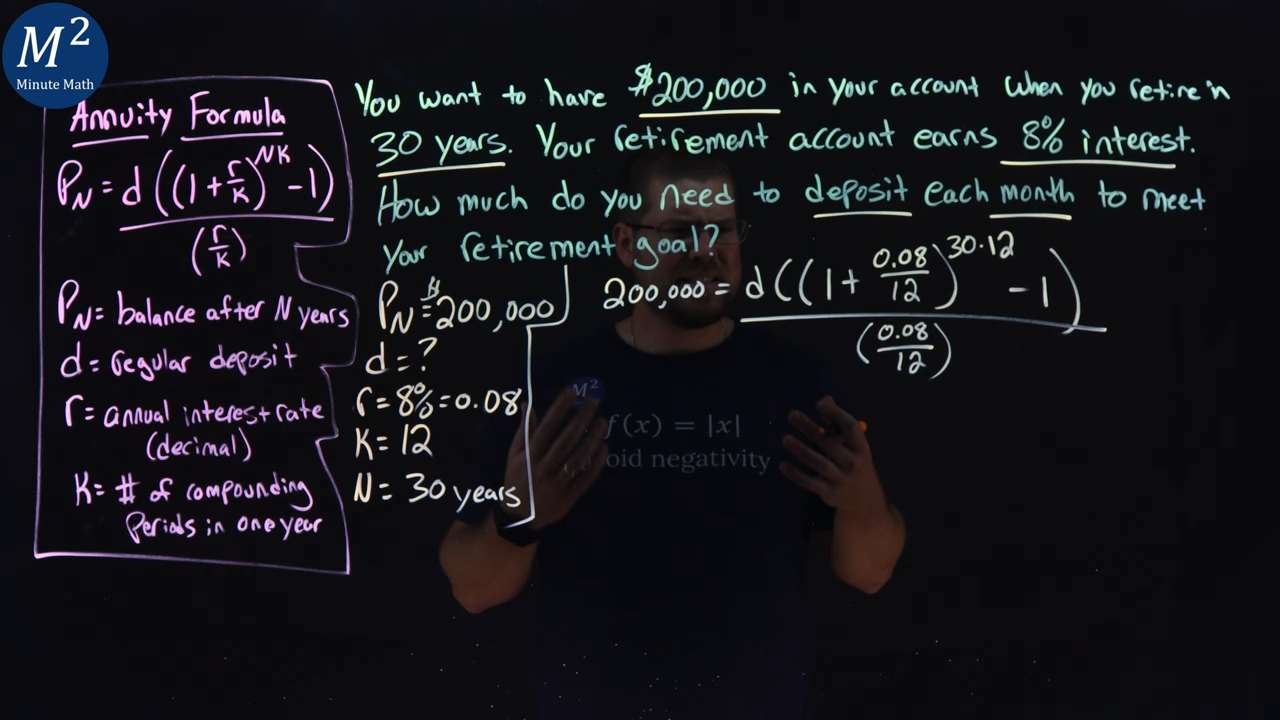 M²
Minute Math
Annuity Formula
P_N = d((1 + r/k)^{NK} - 1)
(r/k)
P_N = balance after N years
d = regular deposit
r = annual interest rate
(decimal)
K = # of compounding
Periods in one year
You want to have $200,000 in your account when you retire in
30 years. Your retirement account earns 8% interest.
How much do you need to deposit each month to meet
your retirement goal?
P_N = $200,000
d = ?
r = 8% = 0.08
K = 12
N = 30 years
200,000 = d((1 + 0.08/12)^{30·12} - 1)
(0.08/12)
M²
f(x) = |x|
oid negativity